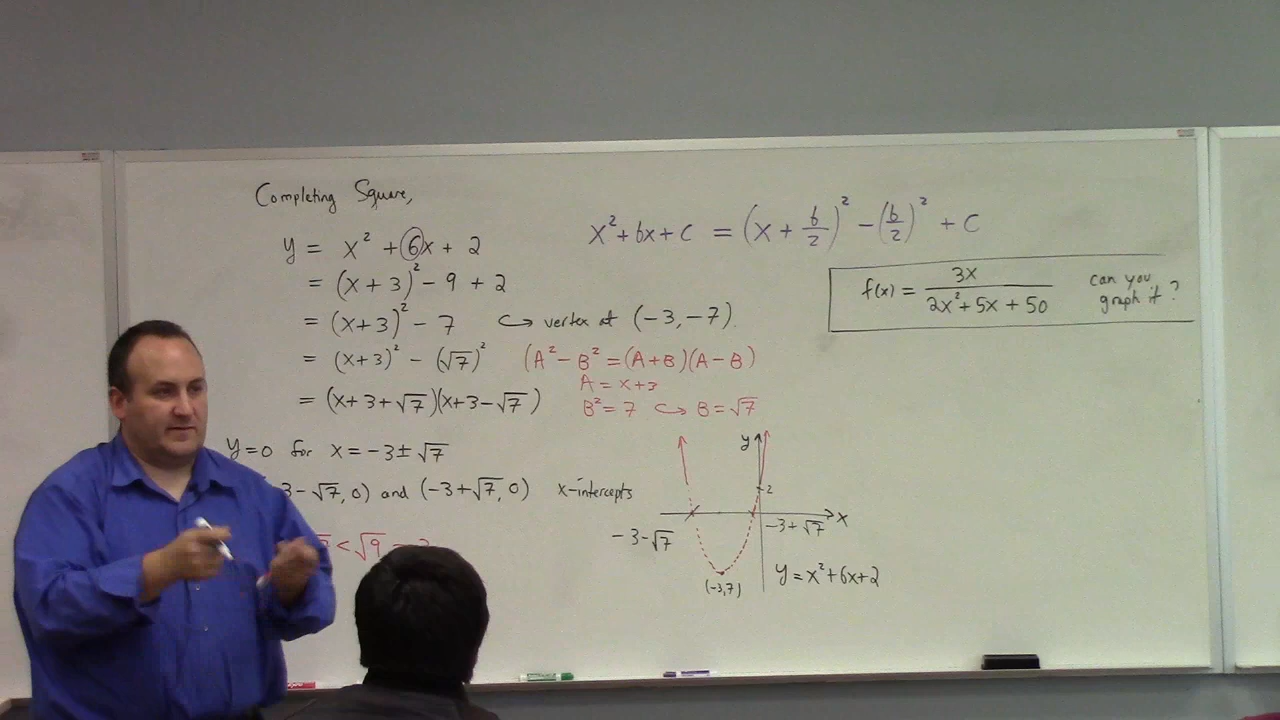 Completing Square,
y = x² + 6x + 2
= (x + 3)² - 9 + 2
= (x+3)² - 7 ↪ vertex at (-3, -7).
= (x+3)² - (√7)² (A² - B² = (A+B)(A-B)
A = x+3
= (x+3+√7)(x+3-√7) B² = 7 ↪ B = √7
y=0 for x = -3 ± √7
3-√7, 0) and (-3+√7, 0) x-intercepts
< √9 = 3
x² + bx + c = (x + b/2)² - (b/2)² + c
f(x) = 3x / 2x² + 5x + 50 can you
graph it?
y
2
x
-3+√7
-3-√7
(-3,7)
y = x² + 6x + 2